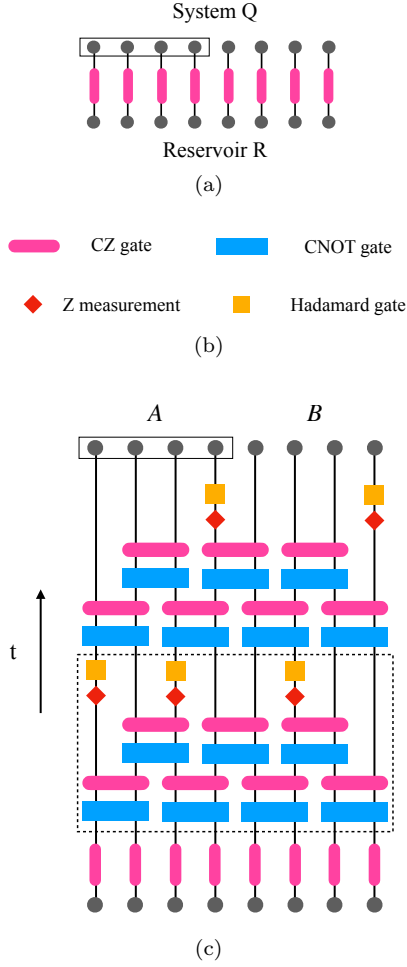 System Q
Reservoir R
(a)
CZ gate
CNOT gate
Z measurement
Hadamard gate
(b)
A
B
t
(c)